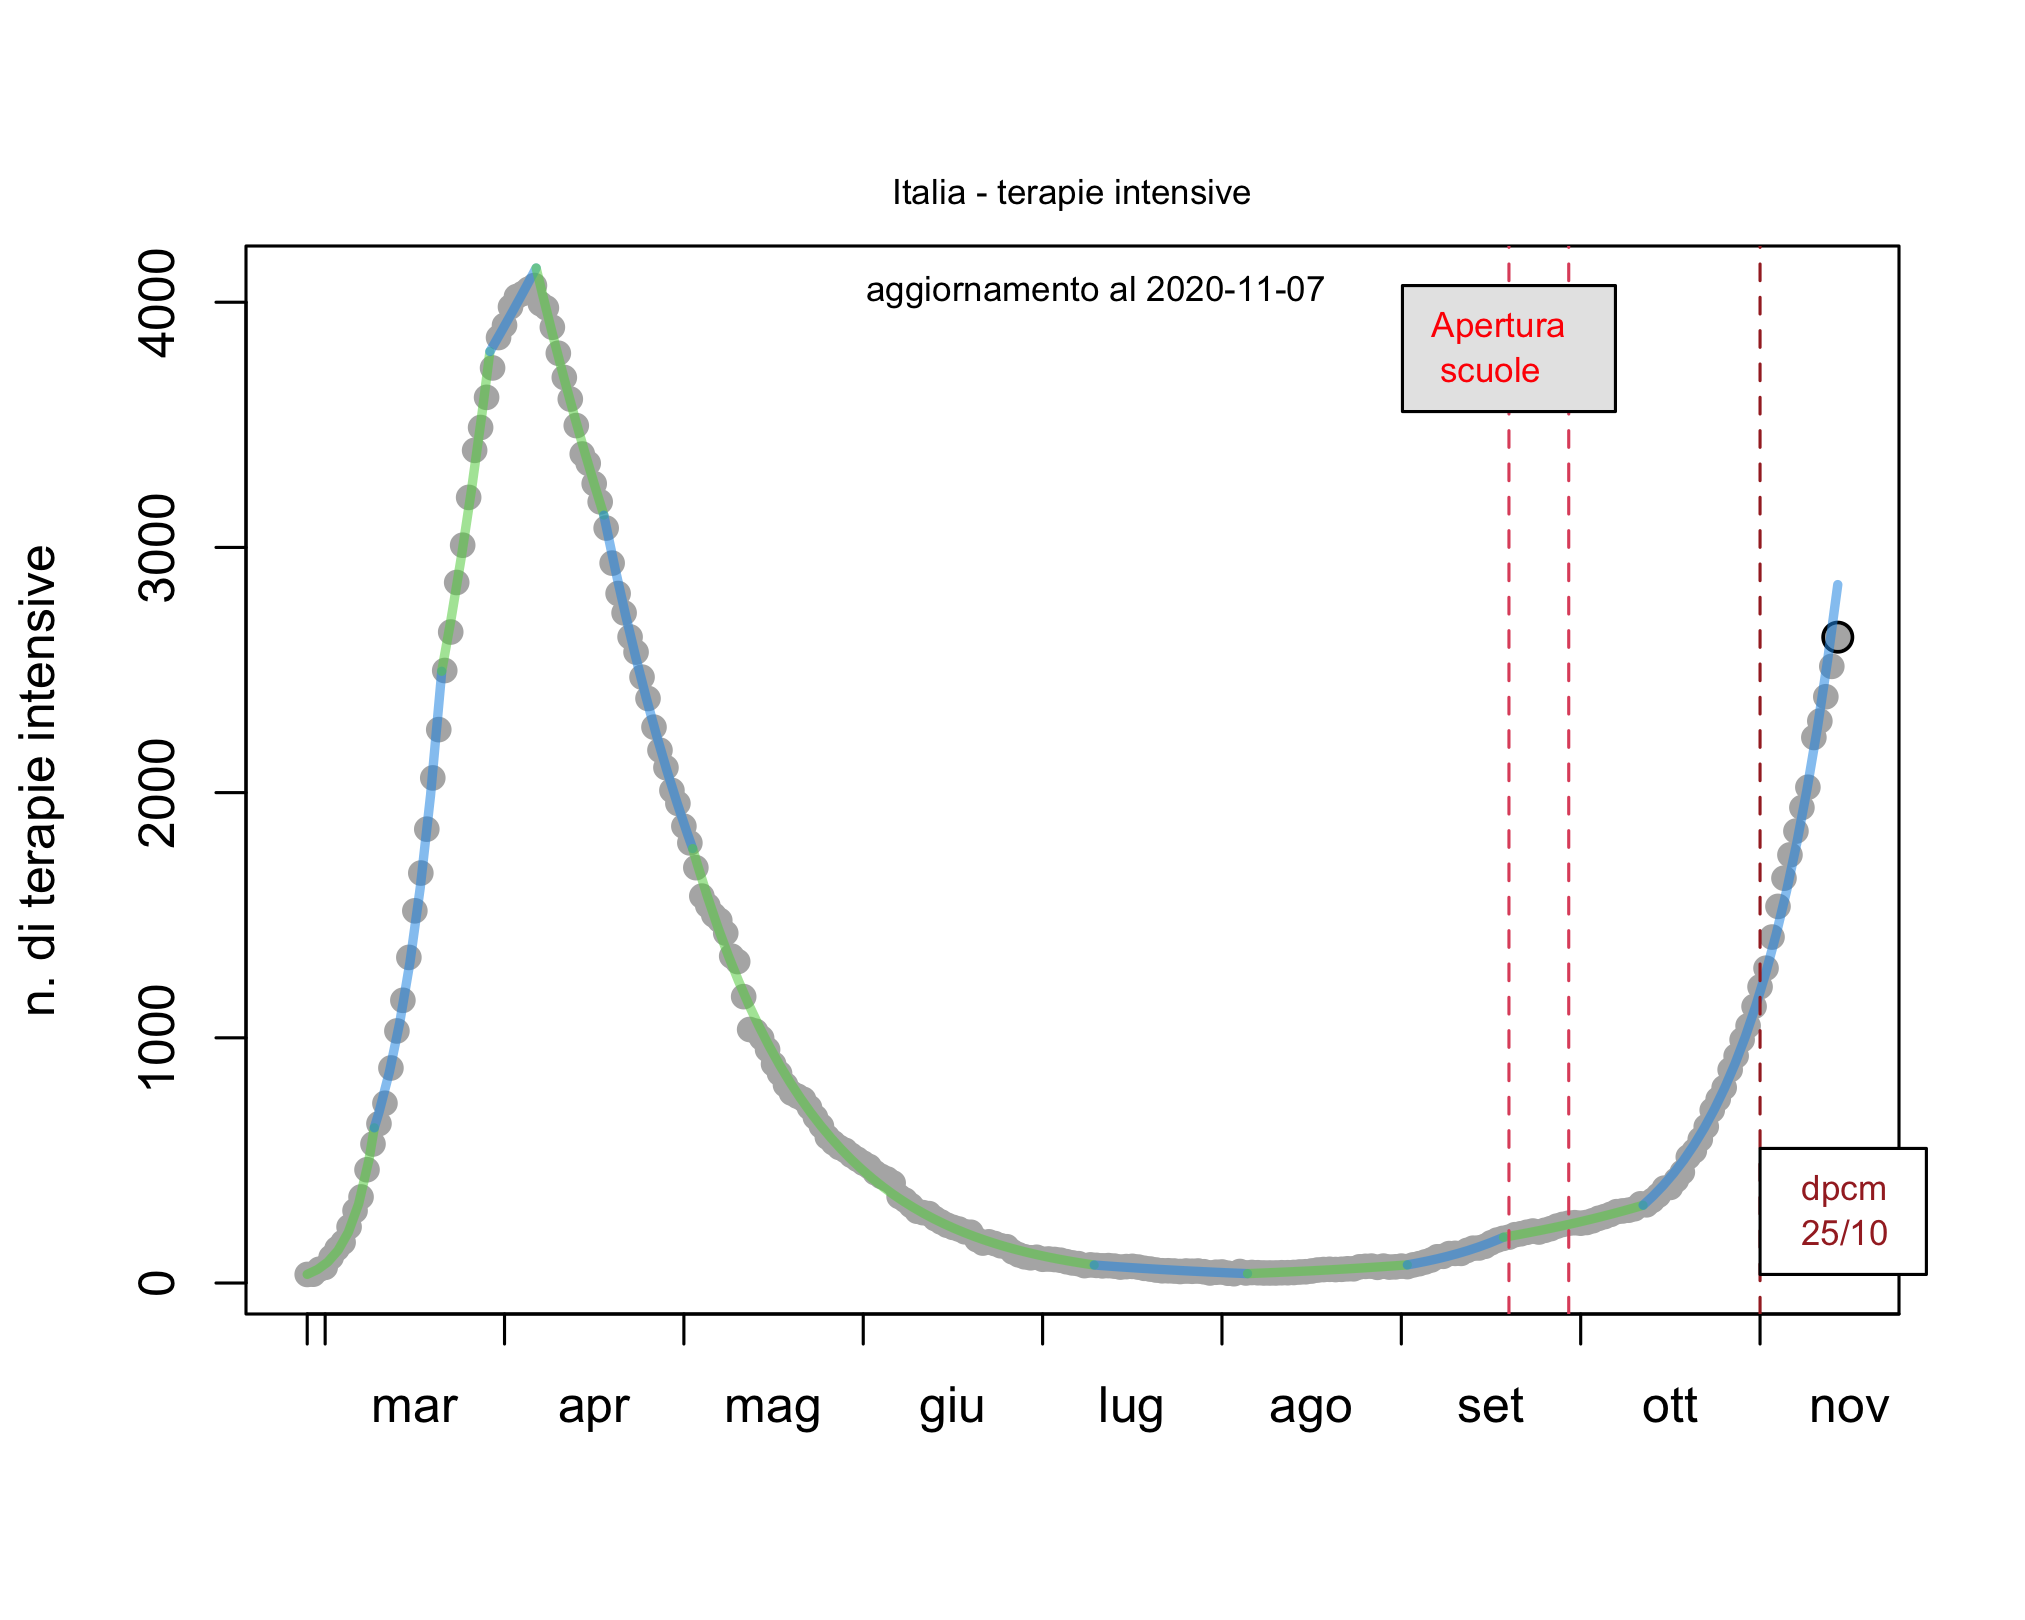 Italia - terapie intensive
aggiornamento al 2020-11-07
Apertura
scuole
n. di terapie intensive
4000
3000
2000
1000
0
dpcm
25/10
mar apr mag giu lug ago set ott nov